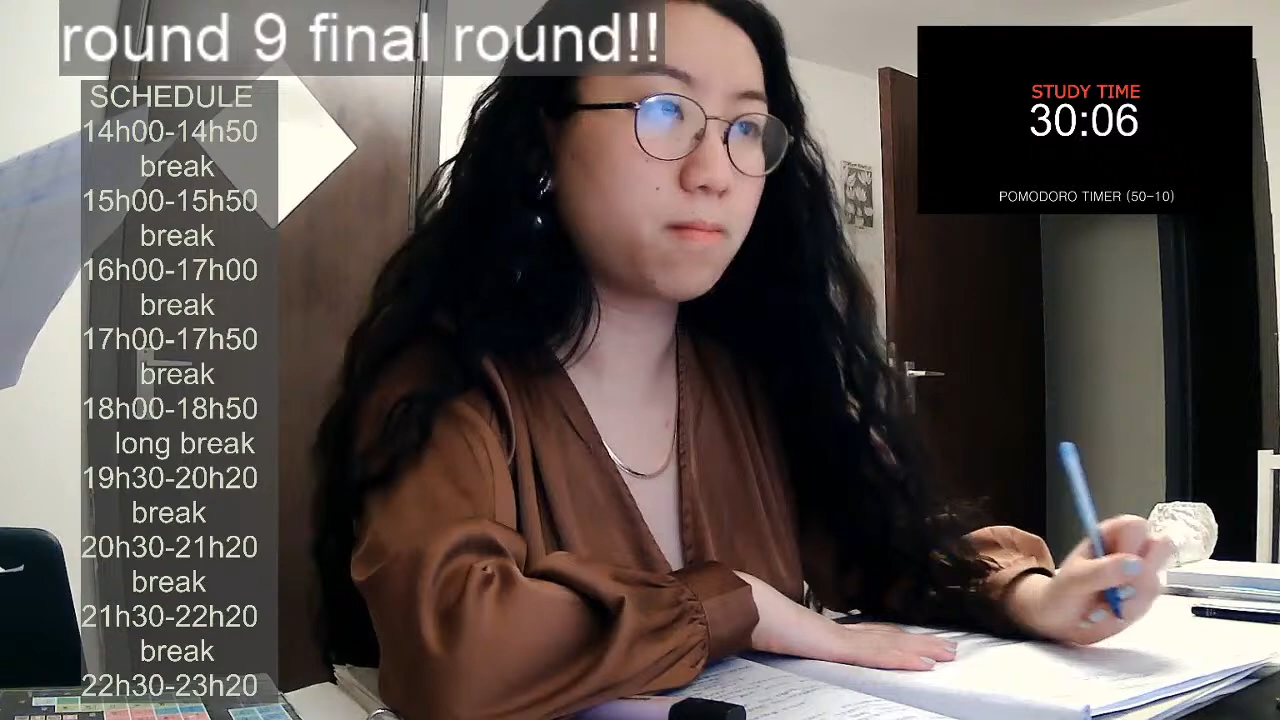 round 9 final round!!
SCHEDULE
14h00-14h50
break
15h00-15h50
break
16h00-17h00
break
17h00-17h50
break
18h00-18h50
long break
19h30-20h20
break
20h30-21h20
break
21h30-22h20
break
22h30-23h20
STUDY TIME
30:06
POMODORO TIMER (50-10)